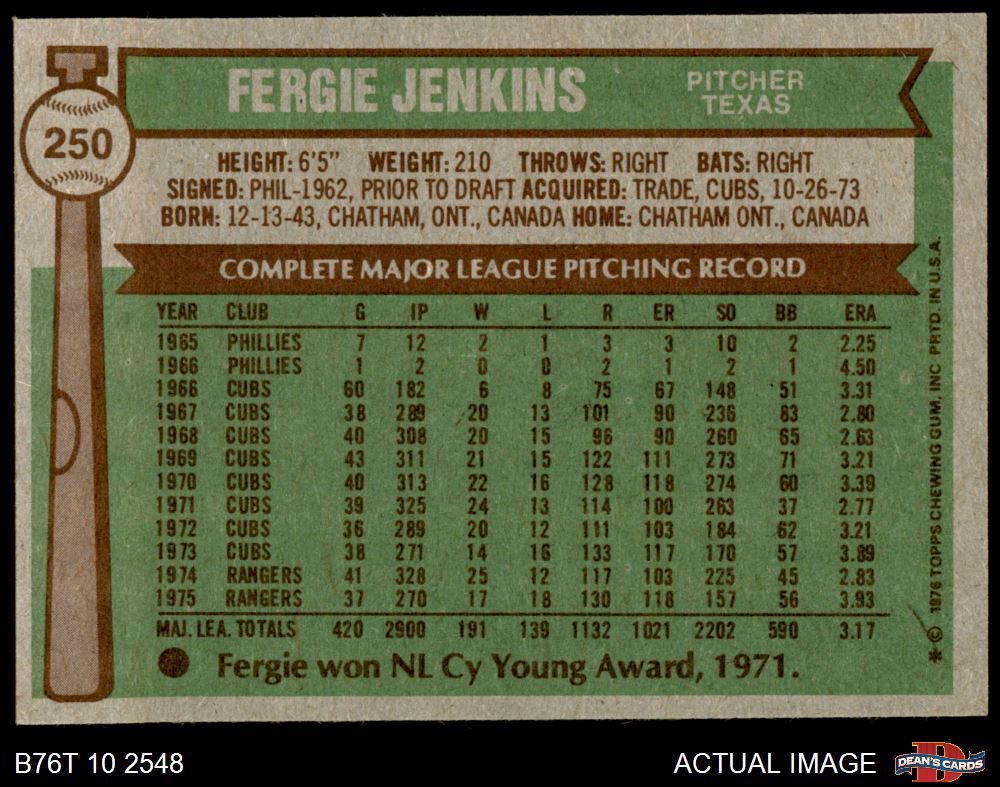 T
FERGIE JENKINS
PITCHER
TEXAS
250
HEIGHT: 6'5" WEIGHT: 210 THROWS: RIGHT BATS: RIGHT
SIGNED: PHIL-1962, PRIOR TO DRAFT ACQUIRED: TRADE, CUBS, 10-26-73
BORN: 12-13-43, CHATHAM, ONT., CANADA HOME: CHATHAM ONT., CANADA
COMPLETE MAJOR LEAGUE PITCHING RECORD
YEAR CLUB G IP W L R ER SO BB ERA
1965 PHILLIES 7 12 2 1 3 3 10 2 2.25
1966 PHILLIES 1 2 0 0 2 1 2 1 4.50
1966 CUBS 60 182 6 8 75 67 148 51 3.31
1967 CUBS 38 289 20 13 101 90 236 83 2.80
1968 CUBS 40 308 20 15 96 90 260 65 2.63
1969 CUBS 43 311 21 15 122 111 273 71 3.21
1970 CUBS 40 313 22 16 128 118 274 60 3.39
1971 CUBS 39 325 24 13 114 100 263 37 2.77
1972 CUBS 36 289 20 12 111 103 184 62 3.21
1973 CUBS 38 271 14 16 133 117 170 57 3.89
1974 RANGERS 41 328 25 12 117 103 225 45 2.83
1975 RANGERS 37 270 17 18 130 118 157 56 3.93
MAJ. LEA. TOTALS 420 2900 191 139 1132 1021 2202 590 3.17
Fergie won NL Cy Young Award, 1971.
*© 1976 TOPPS CHEWING GUM, INC PRTD. IN U.S.A.
B76T 10 2548
ACTUAL IMAGE
D
DEAN'S CARDS